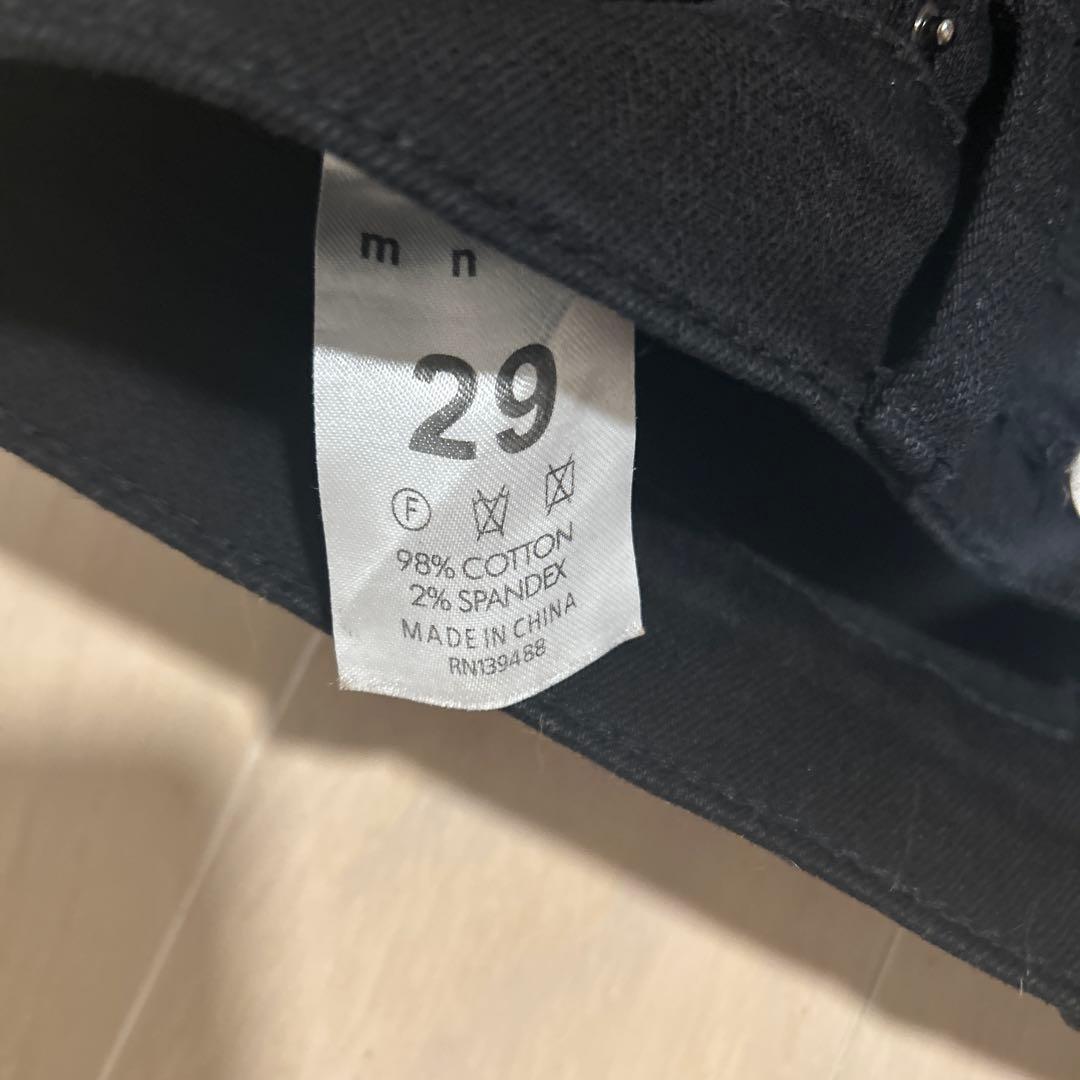 m n
29
F
98% COTTON
2% SPANDEX
MADE IN CHINA
RN139488